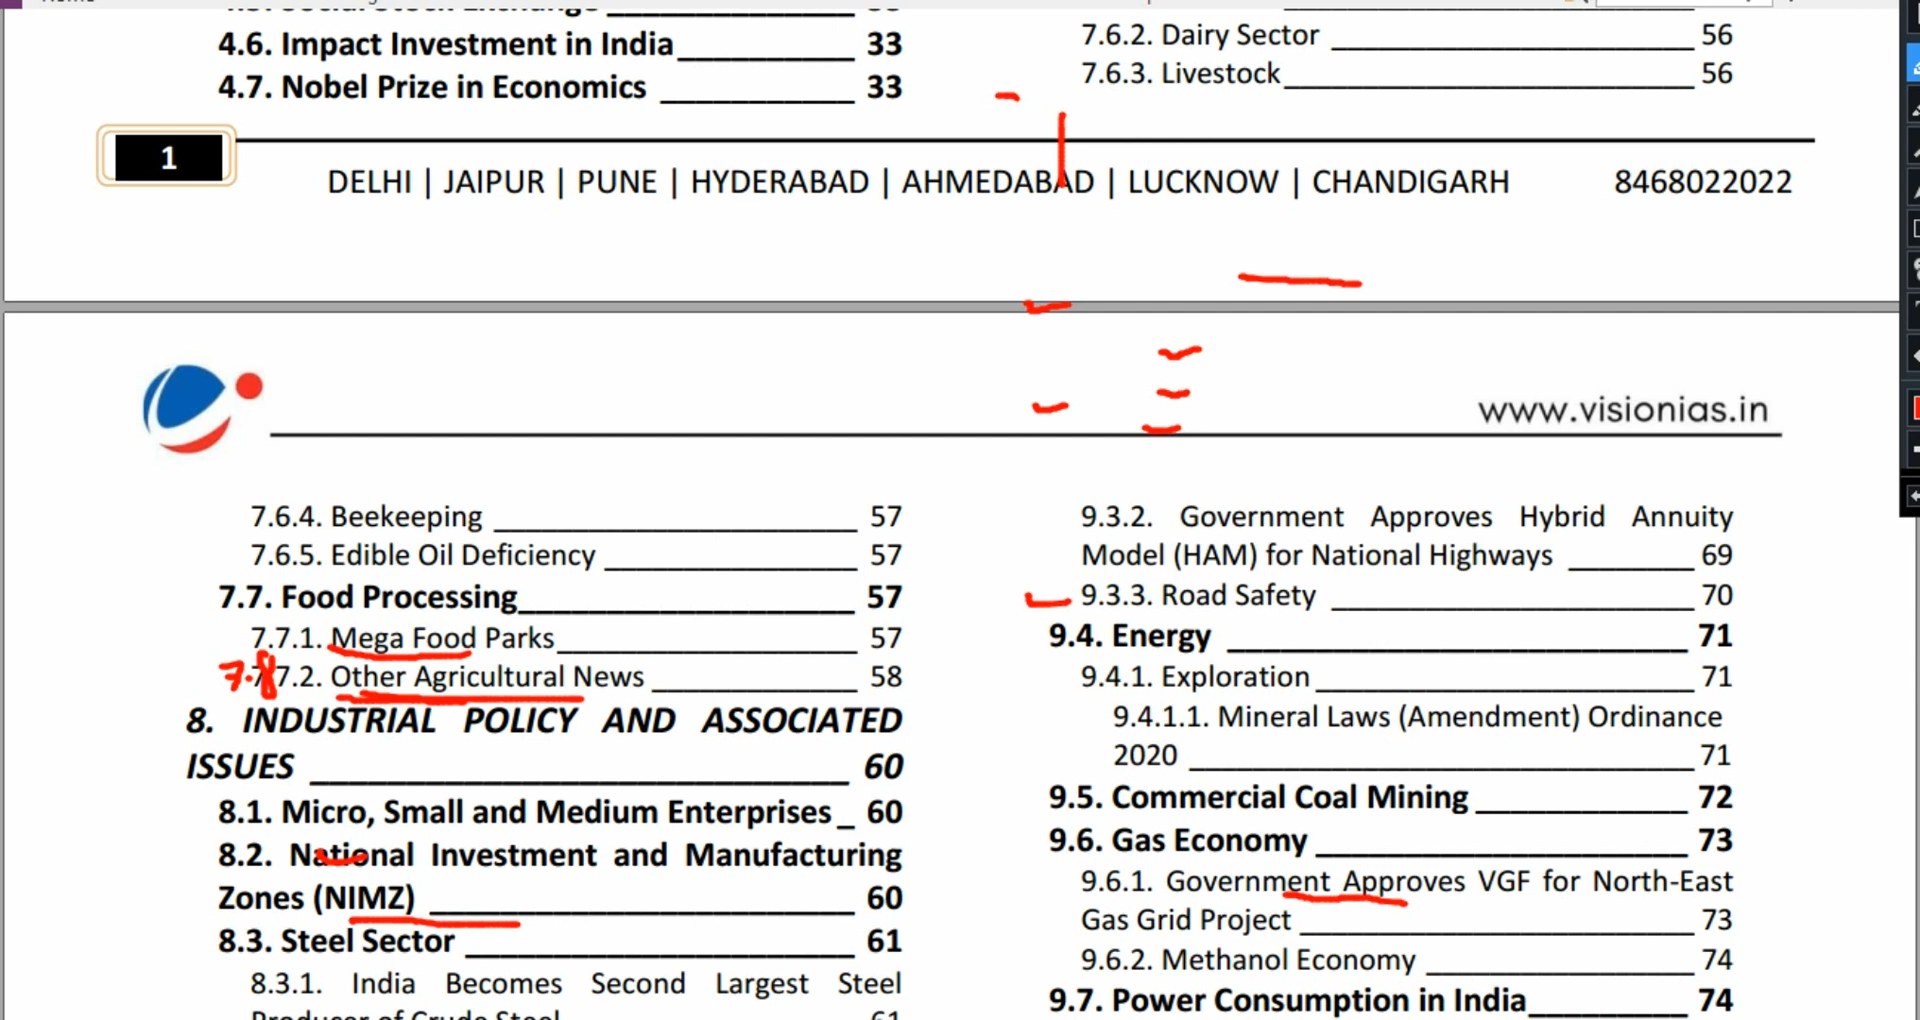 4.6. Impact Investment in India 33
4.7. Nobel Prize in Economics 33
7.6.2. Dairy Sector 56
7.6.3. Livestock 56
1
DELHI | JAIPUR | PUNE | HYDERABAD | AHMEDABAD | LUCKNOW | CHANDIGARH 8468022022
www.visionias.in
7.6.4. Beekeeping 57
7.6.5. Edible Oil Deficiency 57
7.7. Food Processing 57
7.7.1. Mega Food Parks 57
7.8
7.7.2. Other Agricultural News 58
8. INDUSTRIAL POLICY AND ASSOCIATED
ISSUES 60
8.1. Micro, Small and Medium Enterprises 60
8.2. National Investment and Manufacturing
Zones (NIMZ) 60
8.3. Steel Sector 61
8.3.1. India Becomes Second Largest Steel
Producer of Crude Steel 61
9.3.2. Government Approves Hybrid Annuity
Model (HAM) for National Highways 69
9.3.3. Road Safety 70
9.4. Energy 71
9.4.1. Exploration 71
9.4.1.1. Mineral Laws (Amendment) Ordinance
2020 71
9.5. Commercial Coal Mining 72
9.6. Gas Economy 73
9.6.1. Government Approves VGF for North-East
Gas Grid Project 73
9.6.2. Methanol Economy 74
9.7. Power Consumption in India 74